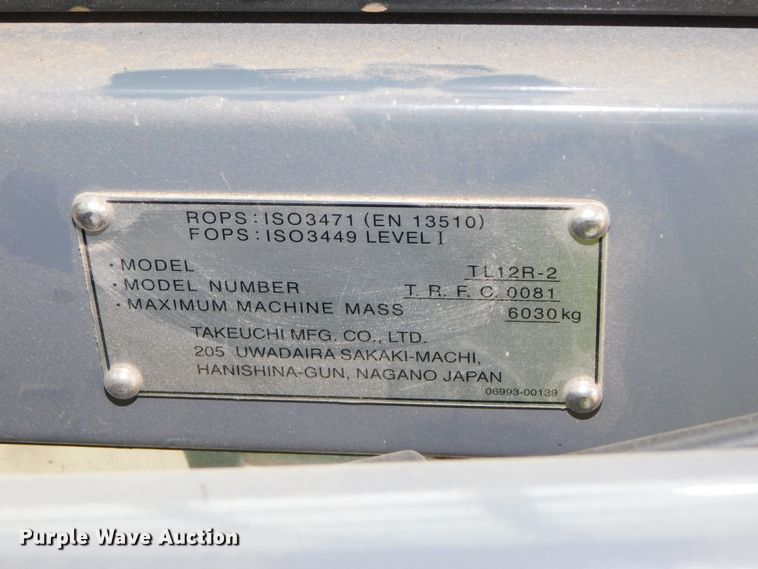 ROPS : ISO3471 (EN 13510)
FOPS : ISO3449 LEVEL I
· MODEL TL12R-2
· MODEL NUMBER T. R. F. C. 0081
· MAXIMUM MACHINE MASS 6030 kg
TAKEUCHI MFG. CO., LTD.
205 UWADAIRA SAKAKI-MACHI,
HANISHINA-GUN, NAGANO JAPAN
06993-00139
Purple Wave Auction